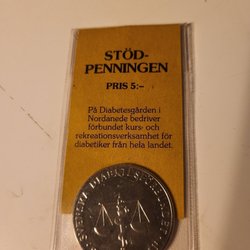 STÖD-
PENNINGEN
PRIS 5:-
På Diabetesgården i
Nordanede bedriver
förbundet kurs- och
rekreationsverksamhet för
diabetiker från hela landet.